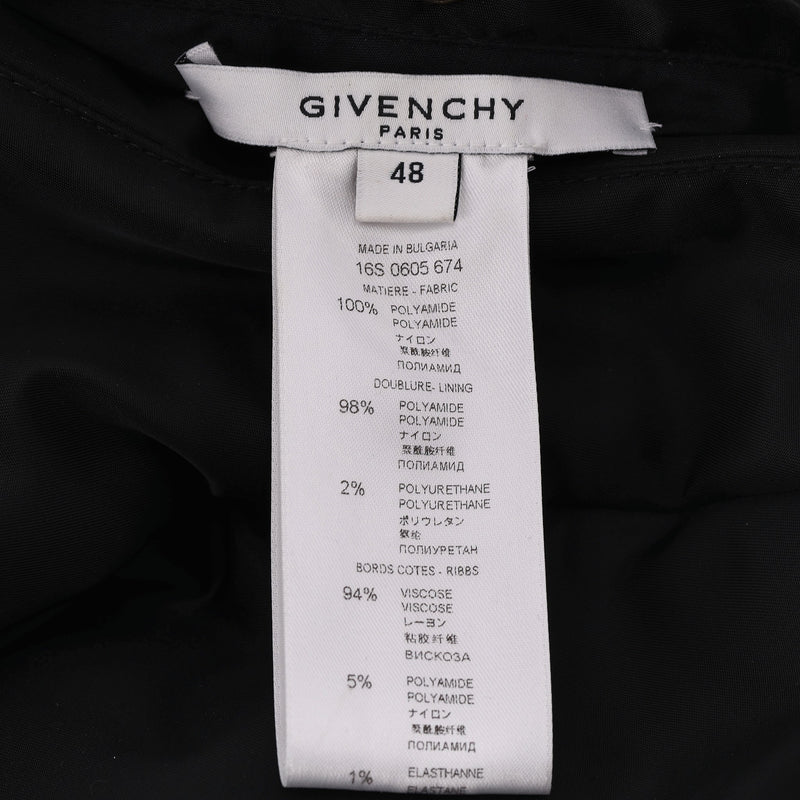 GIVENCHY
PARIS
48
MADE IN BULGARIA
16S 0605 674
MATIERE - FABRIC
100% POLYAMIDE
POLYAMIDE
ナイロン
聚酰胺纤维
ПОЛИАМИД
DOUBLURE- LINING
98% POLYAMIDE
POLYAMIDE
ナイロン
聚酰胺纤维
ПОЛИАМИД
2% POLYURETHANE
POLYURETHANE
ポリウレタン
氨纶
ПОЛИУРЕТАН
BORDS COTES - RIBBS
94% VISCOSE
VISCOSE
レーヨン
粘胶纤维
ВИСКОЗА
5% POLYAMIDE
POLYAMIDE
ナイロン
聚酰胺纤维
ПОЛИАМИД
1% ELASTHANNE
ELASTANE